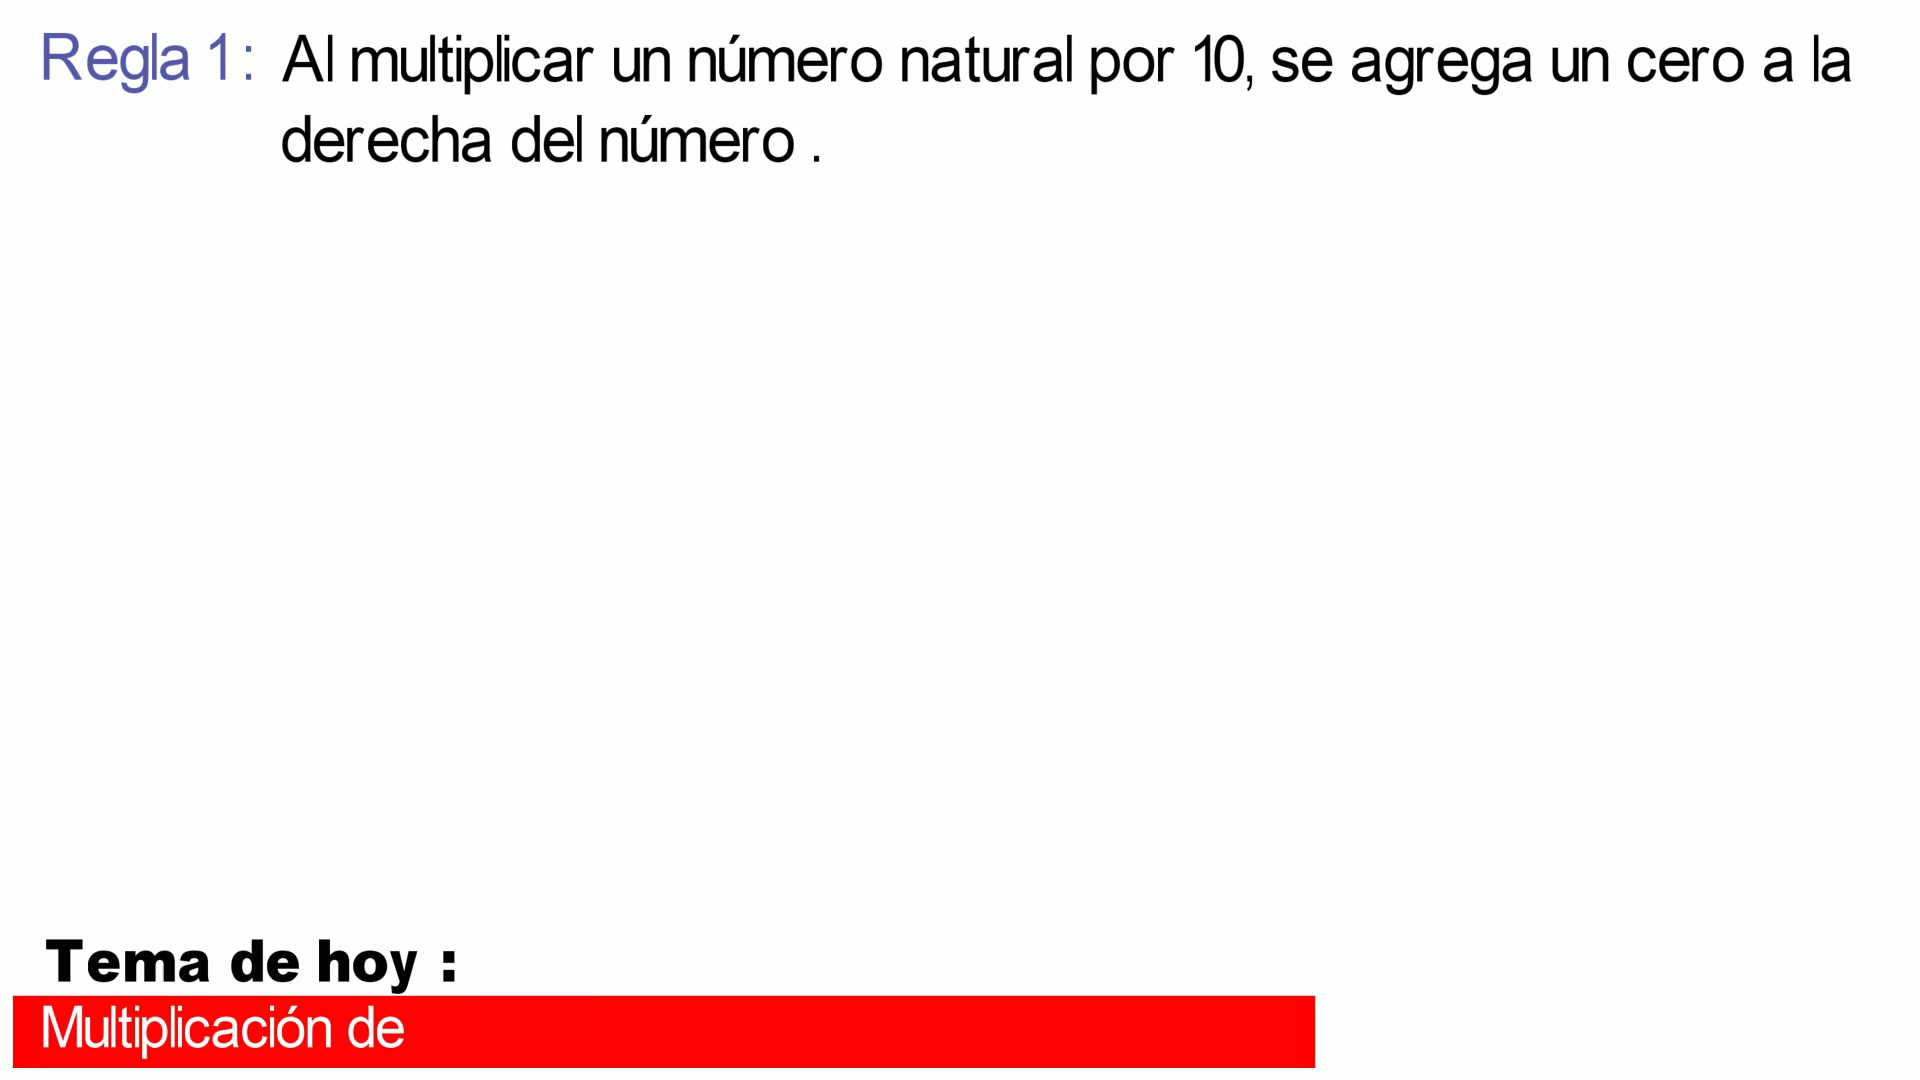 Regla 1: Al multiplicar un número natural por 10, se agrega un cero a la
derecha del número .
Tema de hoy :
Multiplicación de